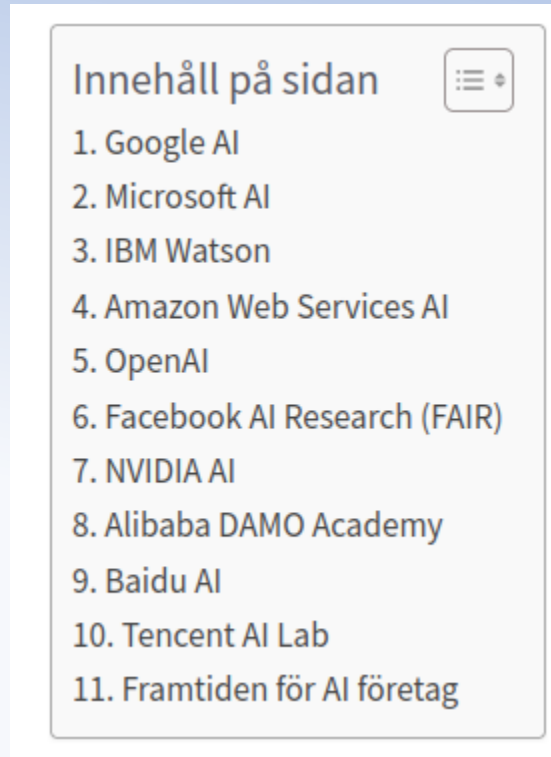 Innehåll på sidan
1. Google AI
2. Microsoft AI
3. IBM Watson
4. Amazon Web Services AI
5. OpenAI
6. Facebook AI Research (FAIR)
7. NVIDIA AI
8. Alibaba DAMO Academy
9. Baidu AI
10. Tencent AI Lab
11. Framtiden för AI företag